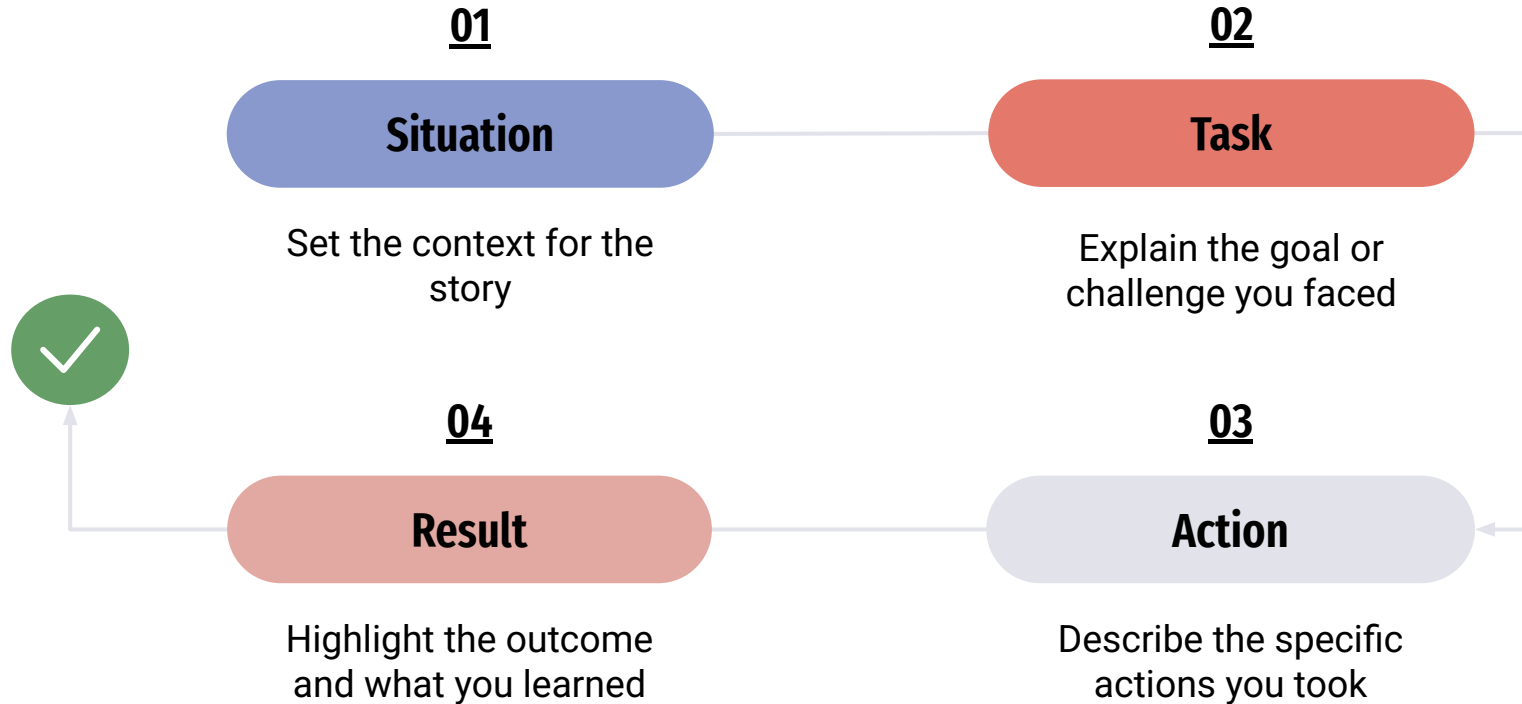 01
Situation
Set the context for the
story
02
Task
Explain the goal or
challenge you faced
03
Action
Describe the specific
actions you took
04
Result
Highlight the outcome
and what you learned